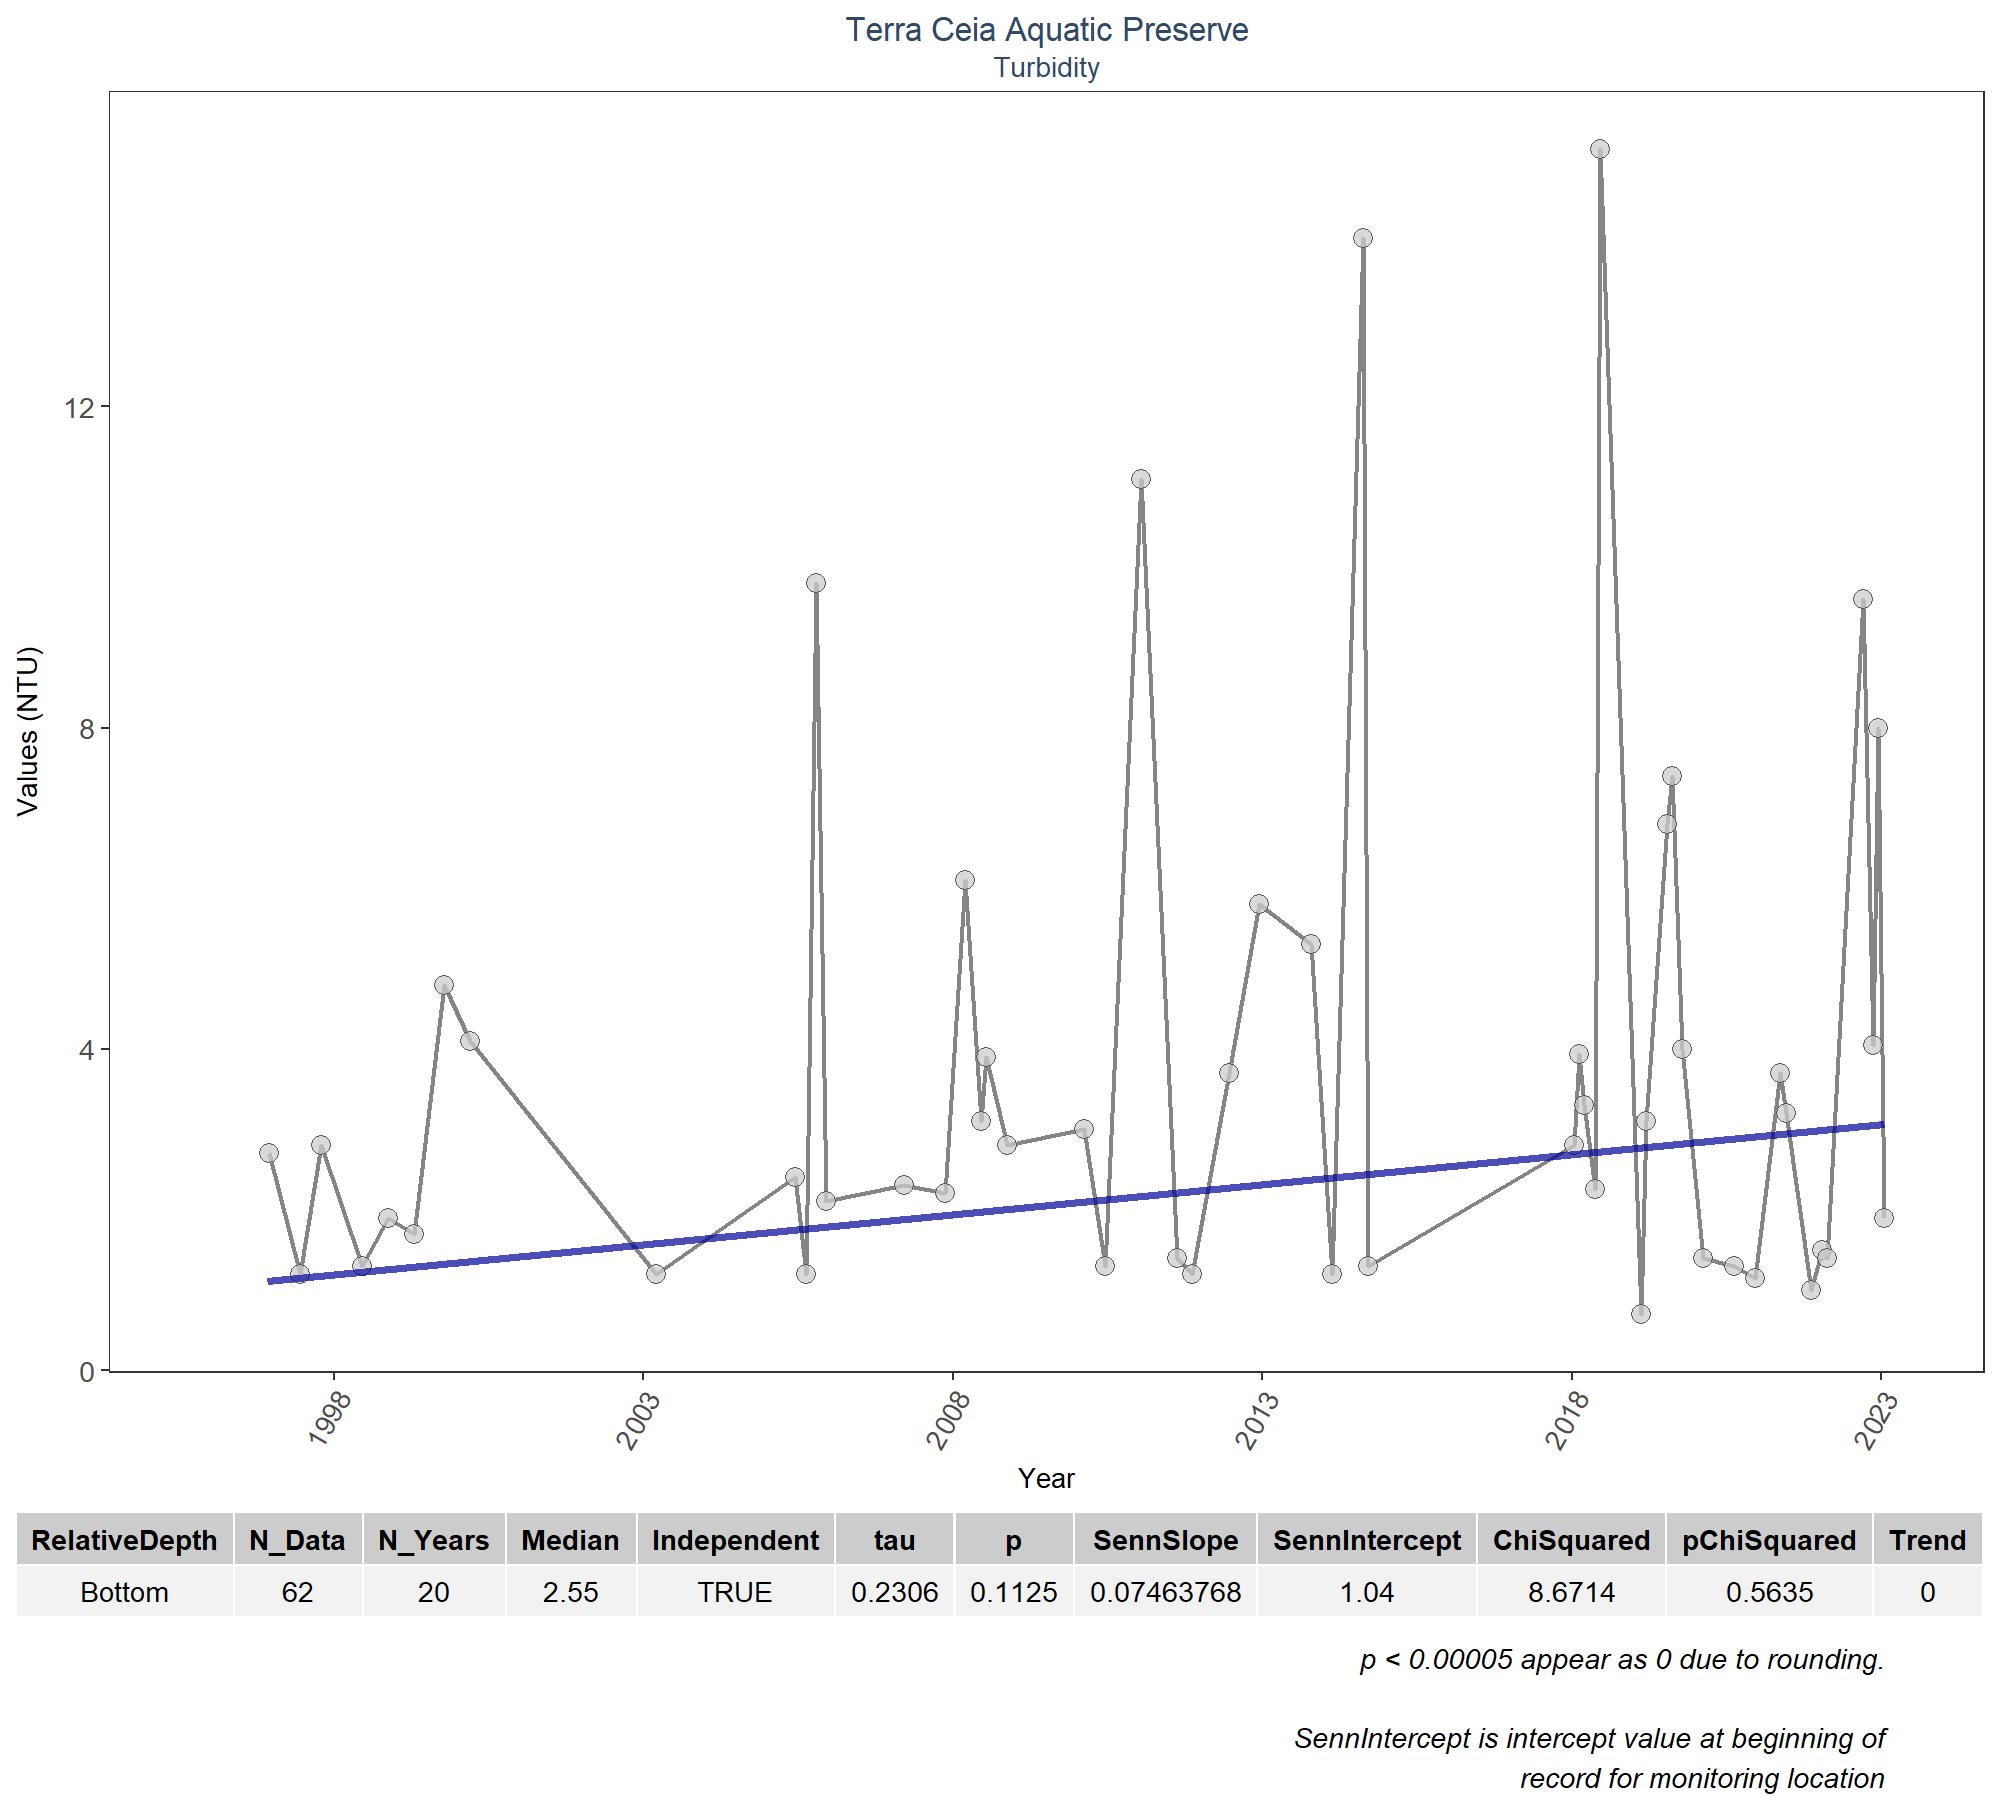 Terra Ceia Aquatic Preserve
Turbidity
Values (NTU)
12
8
4
0
1998 2003 2008 2013 2018 2023
Year
RelativeDepth N_Data N_Years Median Independent tau p SennSlope SennIntercept ChiSquared pChiSquared Trend
Bottom 62 20 2.55 TRUE 0.2306 0.1125 0.07463768 1.04 8.6714 0.5635 0
p < 0.00005 appear as 0 due to rounding.
SennIntercept is intercept value at beginning of
record for monitoring location